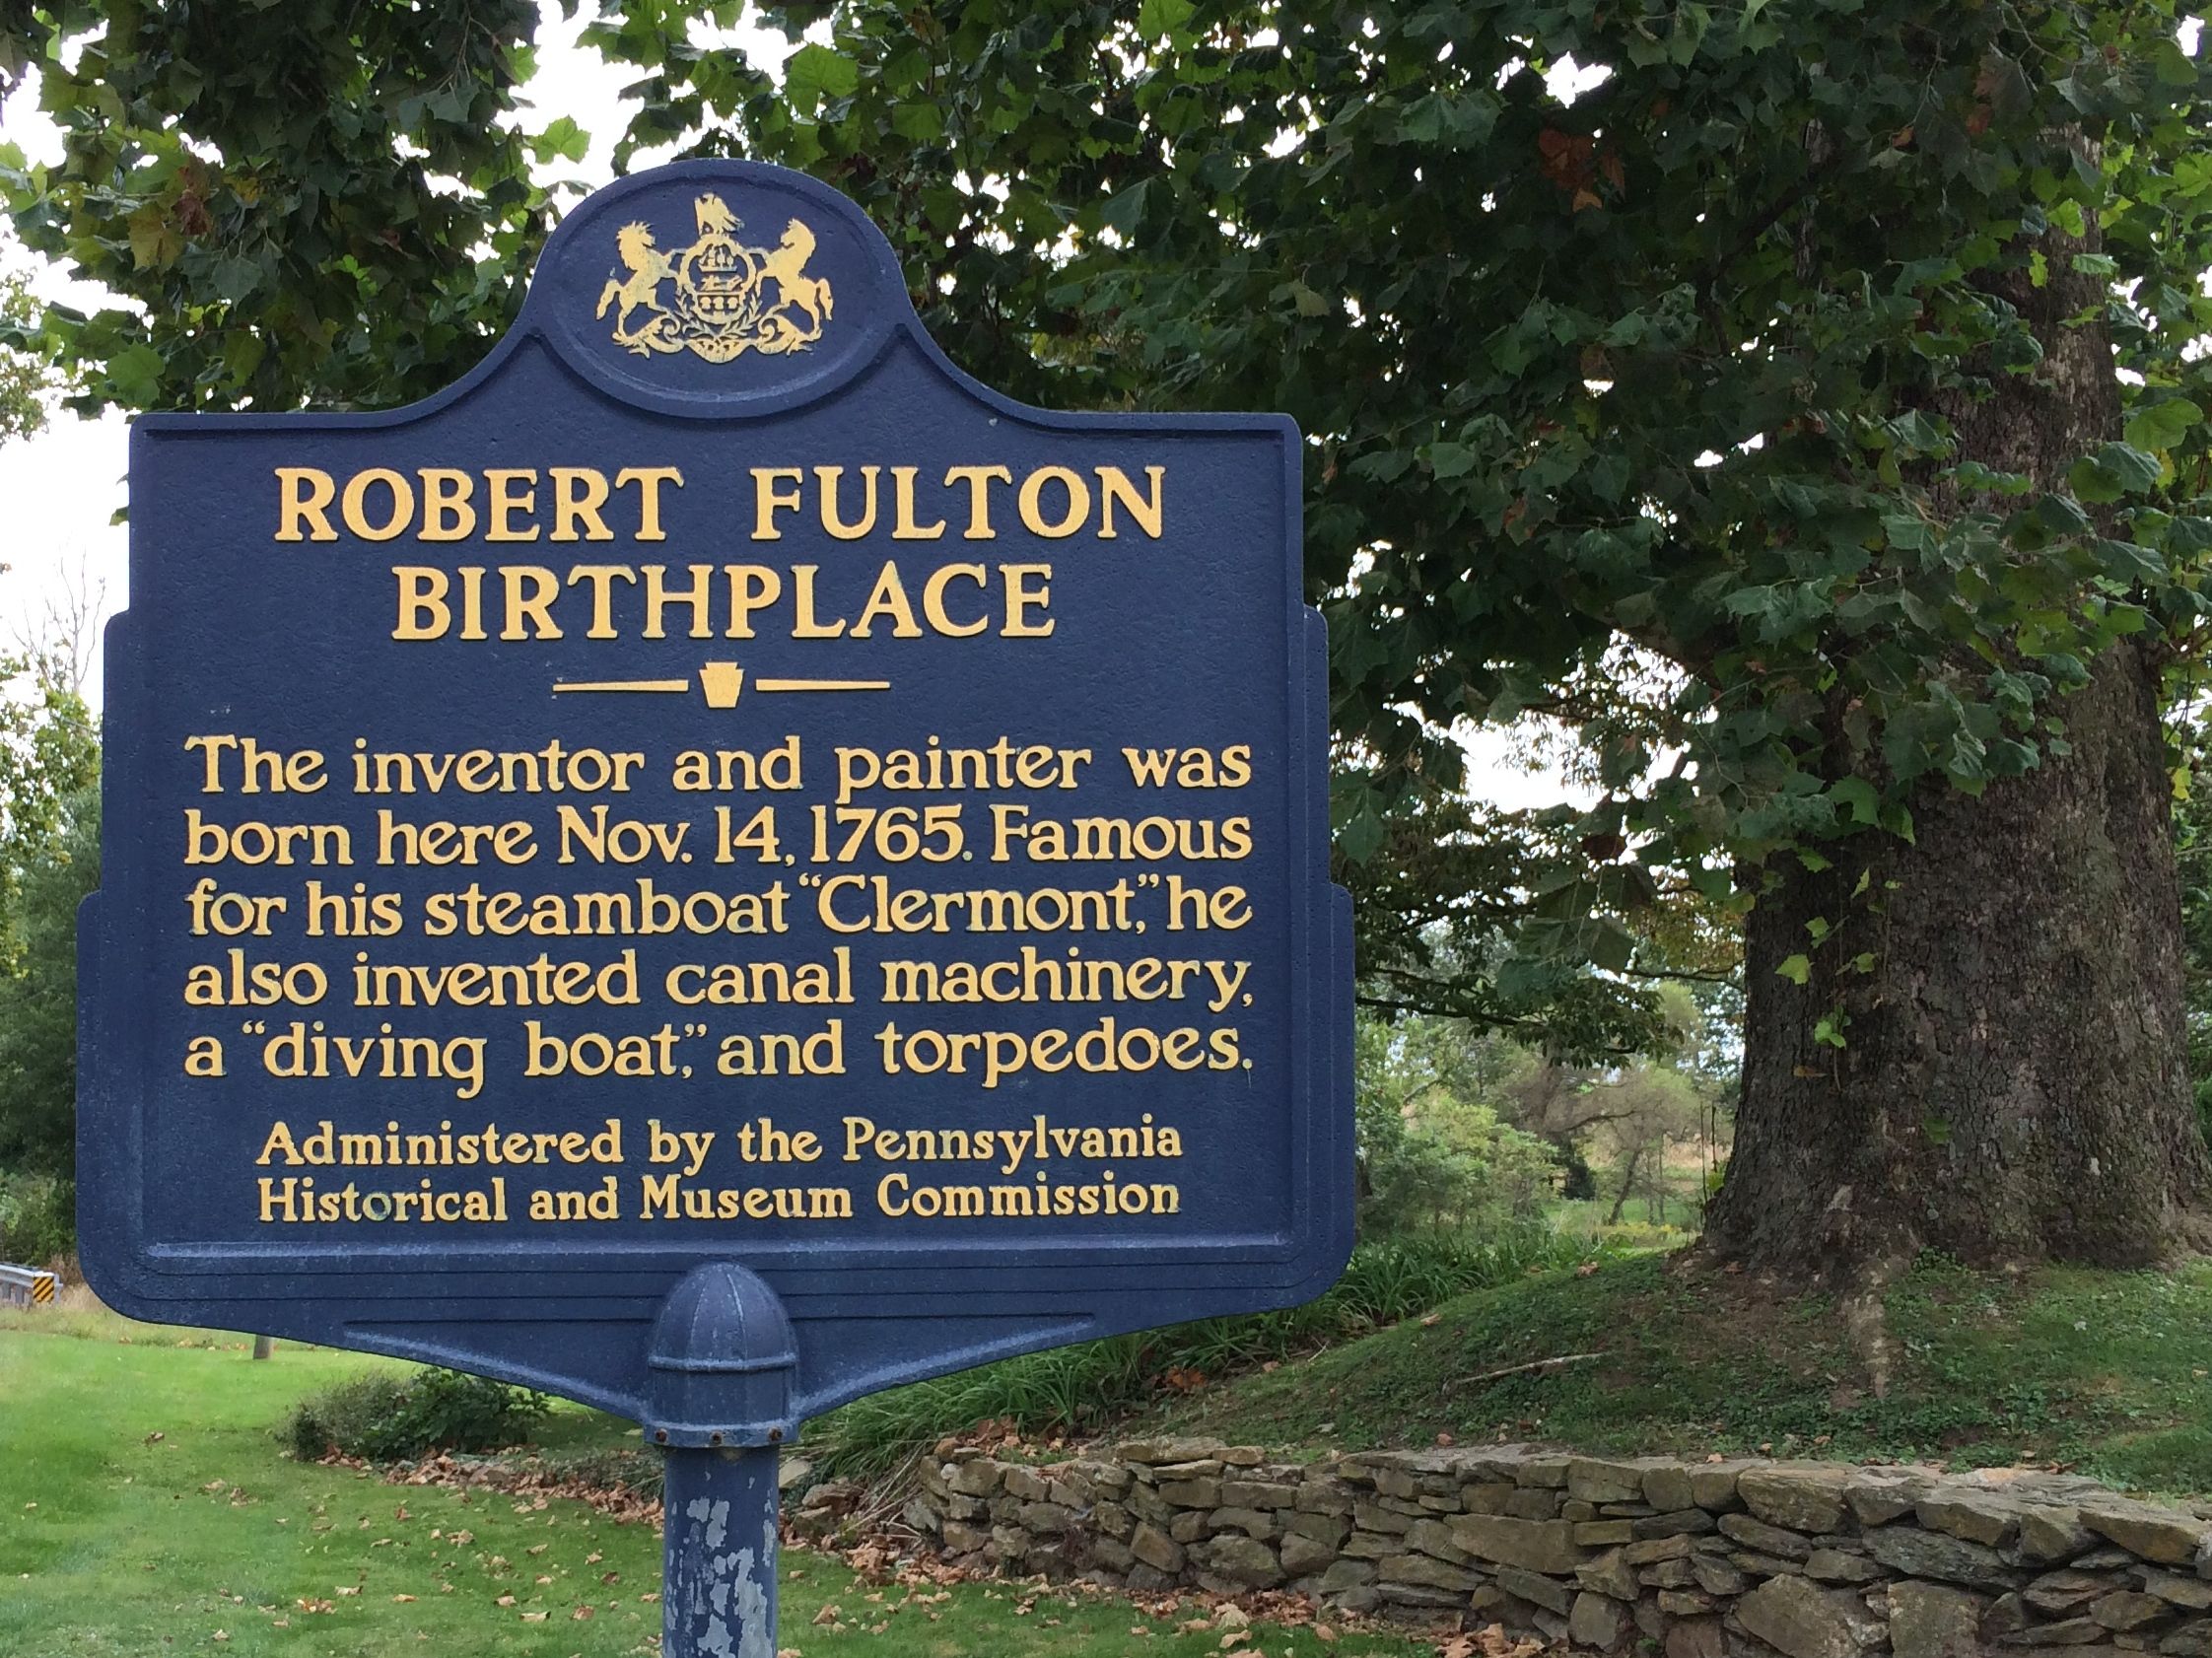 ROBERT FULTON
BIRTHPLACE
The inventor and painter was
born here Nov. 14, 1765. Famous
for his steamboat “Clermont,” he
also invented canal machinery,
a “diving boat,” and torpedoes.
Administered by the Pennsylvania
Historical and Museum Commission